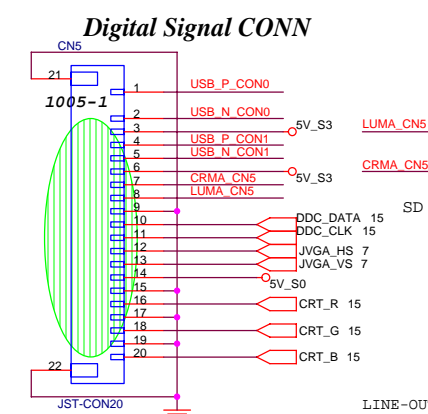 Digital Signal CONN
CN5
21
1005-1
1 USB_P_CON0
2 USB_N_CON0
3 5V_S3 LUMA_CN5
4 USB_P_CON1
5 USB_N_CON1
6 5V_S3 CRMA_CN5
7 CRMA_CN5
8 LUMA_CN5
9 SD
10 DDC_DATA 15
11 DDC_CLK 15
12 JVGA_HS 7
13 JVGA_VS 7
14 5V_S0
15
16 CRT_R 15
17
18 CRT_G 15
19
20 CRT_B 15
22
JST-CON20
LINE-OU